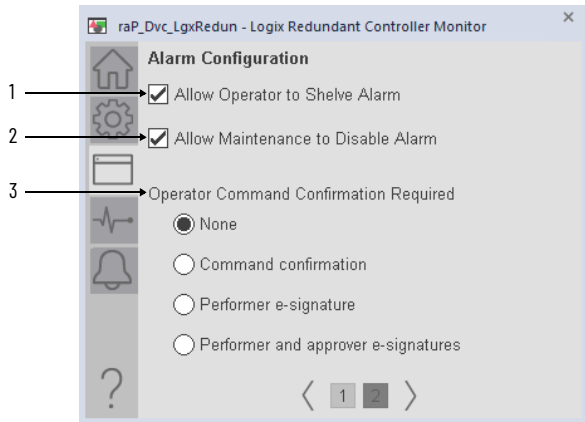 raP_Dvc_LgxRedun - Logix Redundant Controller Monitor
Alarm Configuration
1
Allow Operator to Shelve Alarm
2
Allow Maintenance to Disable Alarm
3
Operator Command Confirmation Required
None
Command confirmation
Performer e-signature
Performer and approver e-signatures
?
1 2